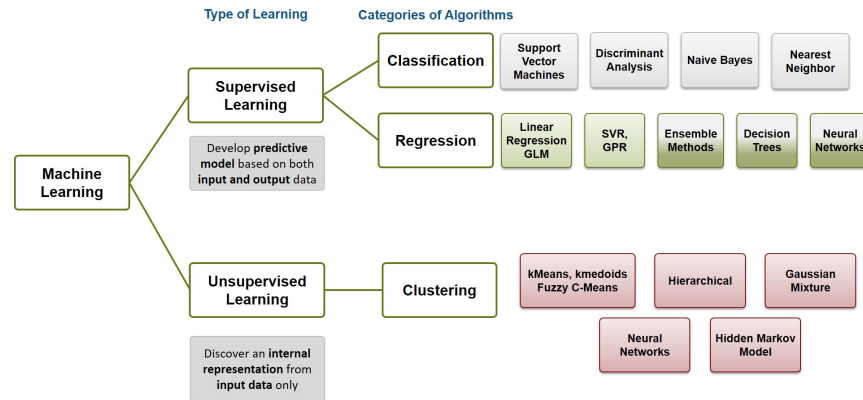 Type of Learning
Categories of Algorithms
Machine
Learning
Supervised
Learning
Develop predictive
model based on both
input and output data
Classification
Support
Vector
Machines
Discriminant
Analysis
Naive Bayes
Nearest
Neighbor
Regression
Linear
Regression
GLM
SVR,
GPR
Ensemble
Methods
Decision
Trees
Neural
Networks
Unsupervised
Learning
Discover an internal
representation from
input data only
Clustering
kMeans, kmedoids
Fuzzy C-Means
Hierarchical
Gaussian
Mixture
Neural
Networks
Hidden Markov
Model